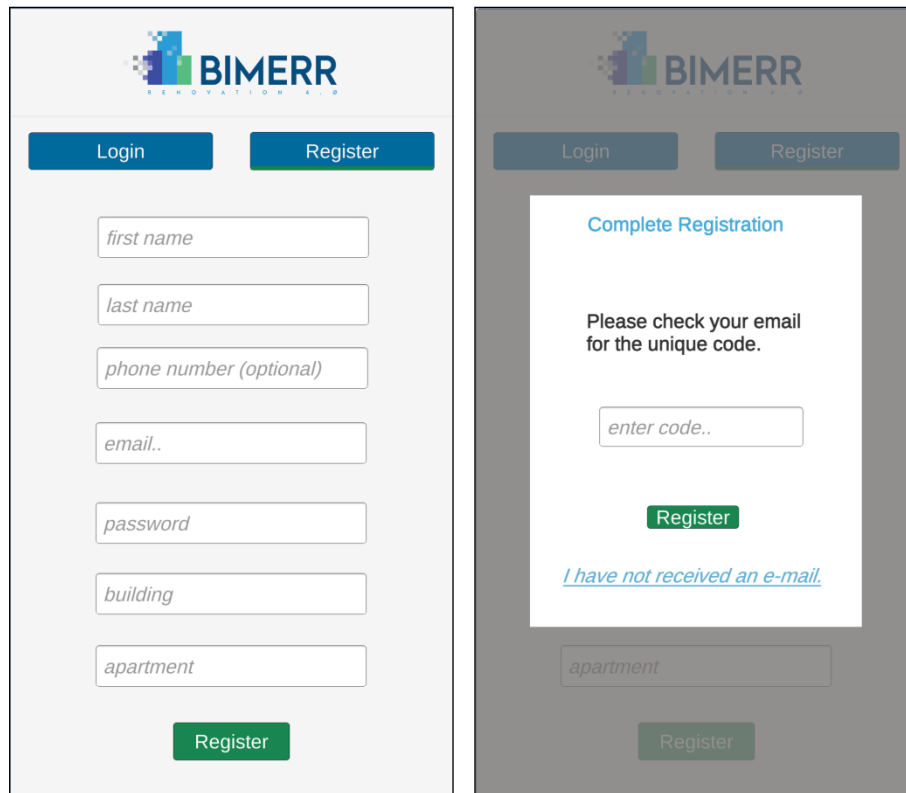 BIMERR
RENOVATION 4.0
Login
Register
first name
last name
phone number (optional)
email..
password
building
apartment
Register
BIMERR
RENOVATION 4.0
Login
Register
Complete Registration
Please check your email
for the unique code.
enter code..
Register
I have not received an e-mail.
apartment
Register